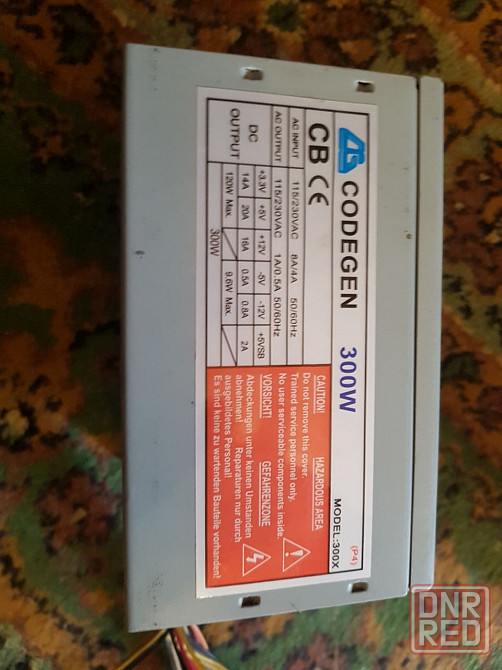 CODEGEN 300W
(P4)
MODEL:300X
CB CE
AC INPUT 115/230VAC 8A/4A 50/60Hz
AC OUTPUT 115/230VAC 1A/0.5A 50/60Hz
DC OUTPUT
+3.3V +5V +12V -5V -12V +5VSB
14A 20A 16A 0.5A 0.8A 2A
120W Max. 9.6W Max.
300W
CAUTION! HAZARDOUS AREA
Do not remove this cover.
Trained service personnel only.
No user serviceable components inside.
VORSICHT! GEFAHRENZONE
Abdeckungen unter keinen Umstanden
abnehmen! Reparaturen nur durch
ausgebildetes Personal!
Es sind keine zu wartenden Bauteile vorhanden!
DNR
RED